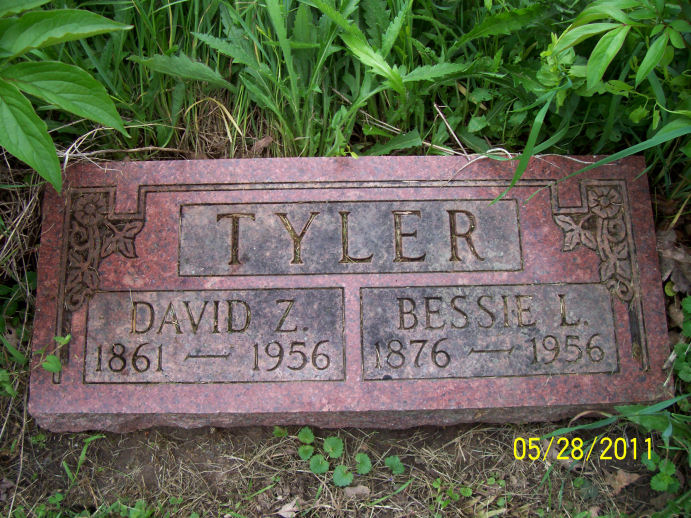 TYLER
DAVID Z.
1861 — 1956
BESSIE L.
1876 — 1956
05/28/2011